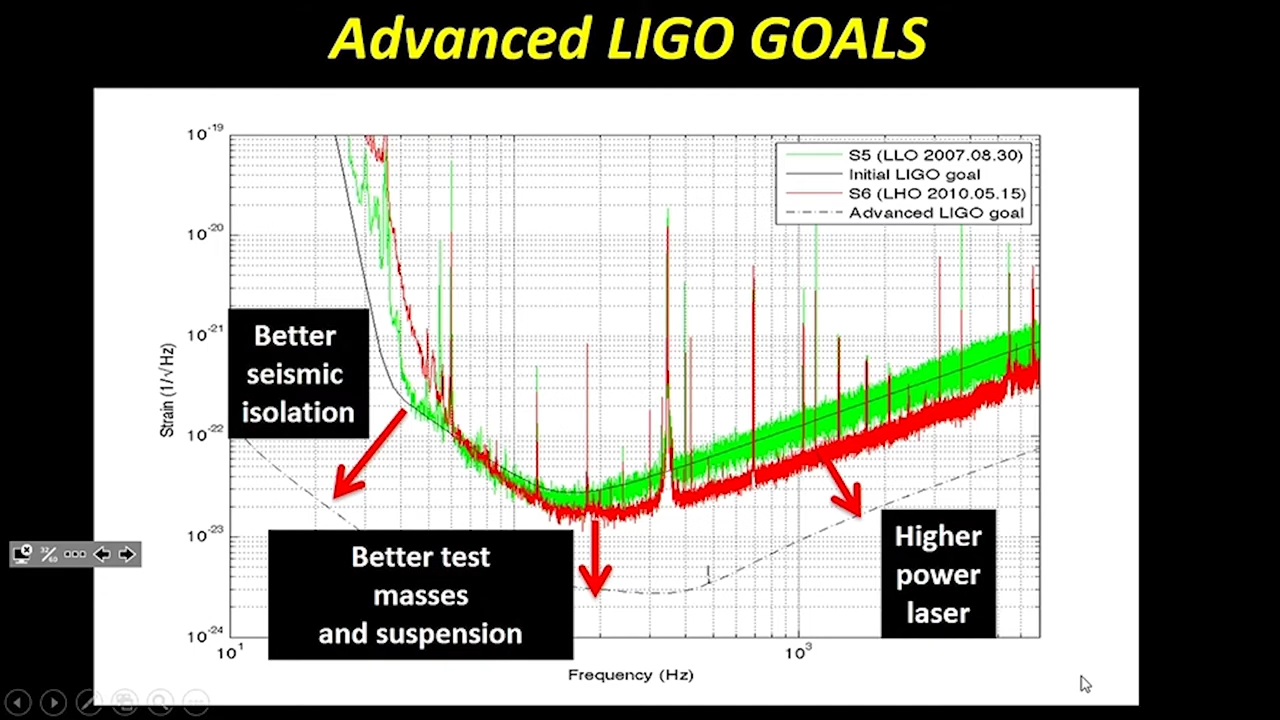 Advanced LIGO GOALS
10^-19
10^-20
10^-21
10^-22
10^-23
10^-24
Strain (1/√Hz)
S5 (LLO 2007.08.30)
Initial LIGO goal
S6 (LHO 2010.05.15)
Advanced LIGO goal
Better
seismic
isolation
Better test
masses
and suspension
Higher
power
laser
10^1
10^3
Frequency (Hz)